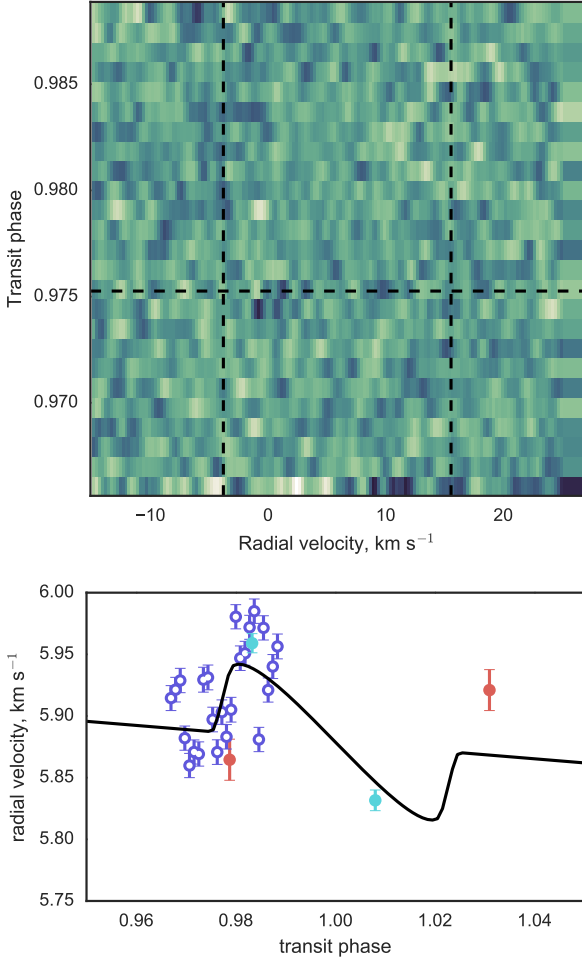 0.985
0.980
0.975
0.970
Transit phase
−10 0 10 20
Radial velocity, km s⁻¹
6.00
5.95
5.90
5.85
5.80
5.75
radial velocity, km s⁻¹
0.96 0.98 1.00 1.02 1.04
transit phase